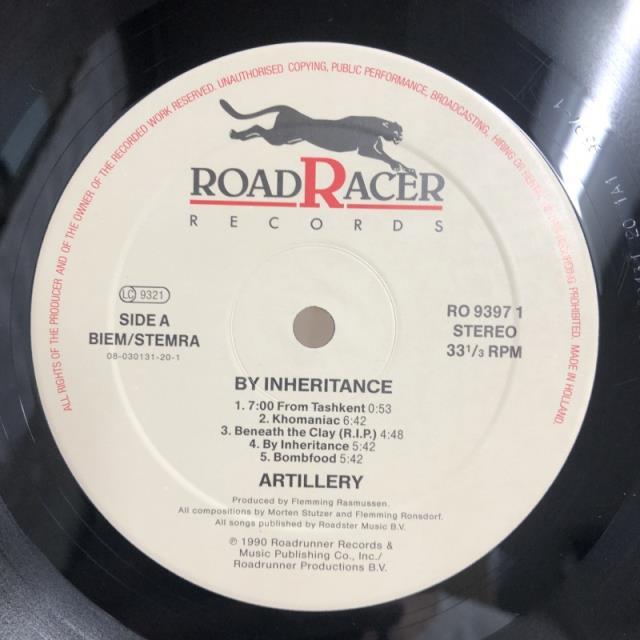 ALL RIGHTS OF THE PRODUCER AND OF THE OWNER OF THE RECORDED WORK RESERVED. UNAUTHORISED COPYING, PUBLIC PERFORMANCE, BROADCASTING, HIRING OR RENTAL OF THIS RECORDING PROHIBITED. MADE IN HOLLAND.
ROADRACER
RECORDS
LC 9321
SIDE A
BIEM/STEMRA
08-030131-20-1
RO 9397 1
STEREO
33 1/3 RPM
BY INHERITANCE
1. 7:00 From Tashkent 0:53
2. Khomaniac 6:42
3. Beneath the Clay (R.I.P.) 4:48
4. By Inheritance 5:42
5. Bombfood 5:42
ARTILLERY
Produced by Flemming Rasmussen.
All compositions by Morten Stutzer and Flemming Ronsdorf.
All songs published by Roadster Music B.V.
℗ 1990 Roadrunner Records &
Music Publishing Co., Inc./
Roadrunner Productions B.V.